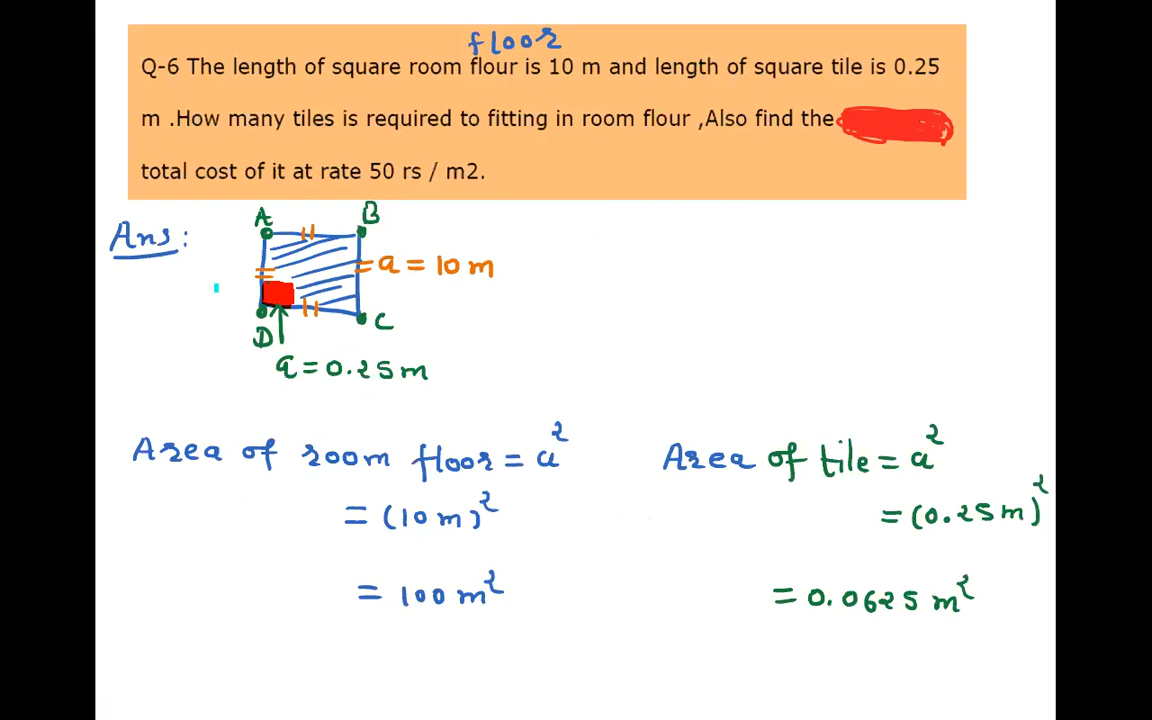 floor
Q-6 The length of square room flour is 10 m and length of square tile is 0.25
m .How many tiles is required to fitting in room flour ,Also find the
total cost of it at rate 50 rs / m2.
Ans:
A B
a = 10 m
D C
a = 0.25 m
Area of room floor = a²
= (10 m)²
= 100 m²
Area of tile = a²
= (0.25 m)²
= 0.0625 m²